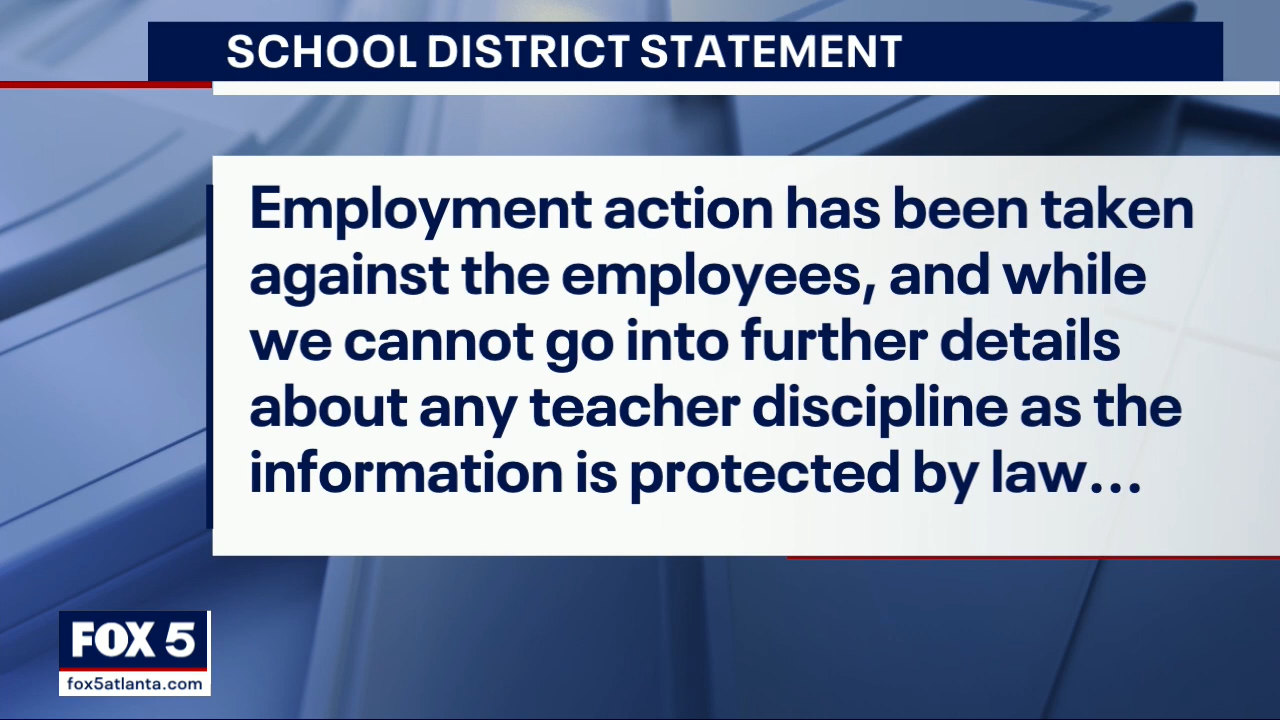 SCHOOL DISTRICT STATEMENT
Employment action has been taken
against the employees, and while
we cannot go into further details
about any teacher discipline as the
information is protected by law...
FOX 5
fox5atlanta.com